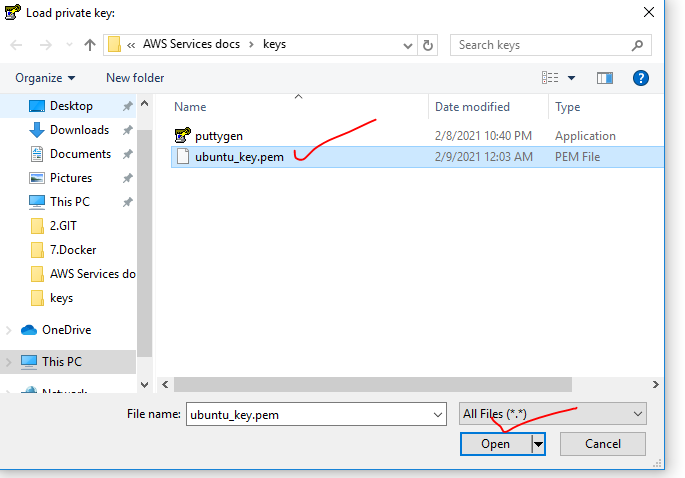 Load private key:
« AWS Services docs › keys
Search keys
Organize
New folder
Name
Date modified
Type
Desktop
Downloads
Documents
Pictures
This PC
2.GIT
7.Docker
AWS Services do
keys
OneDrive
This PC
Network
puttygen 2/8/2021 10:40 PM Application
ubuntu_key.pem 2/9/2021 12:03 AM PEM File
File name: ubuntu_key.pem
All Files (*.*)
Open
Cancel